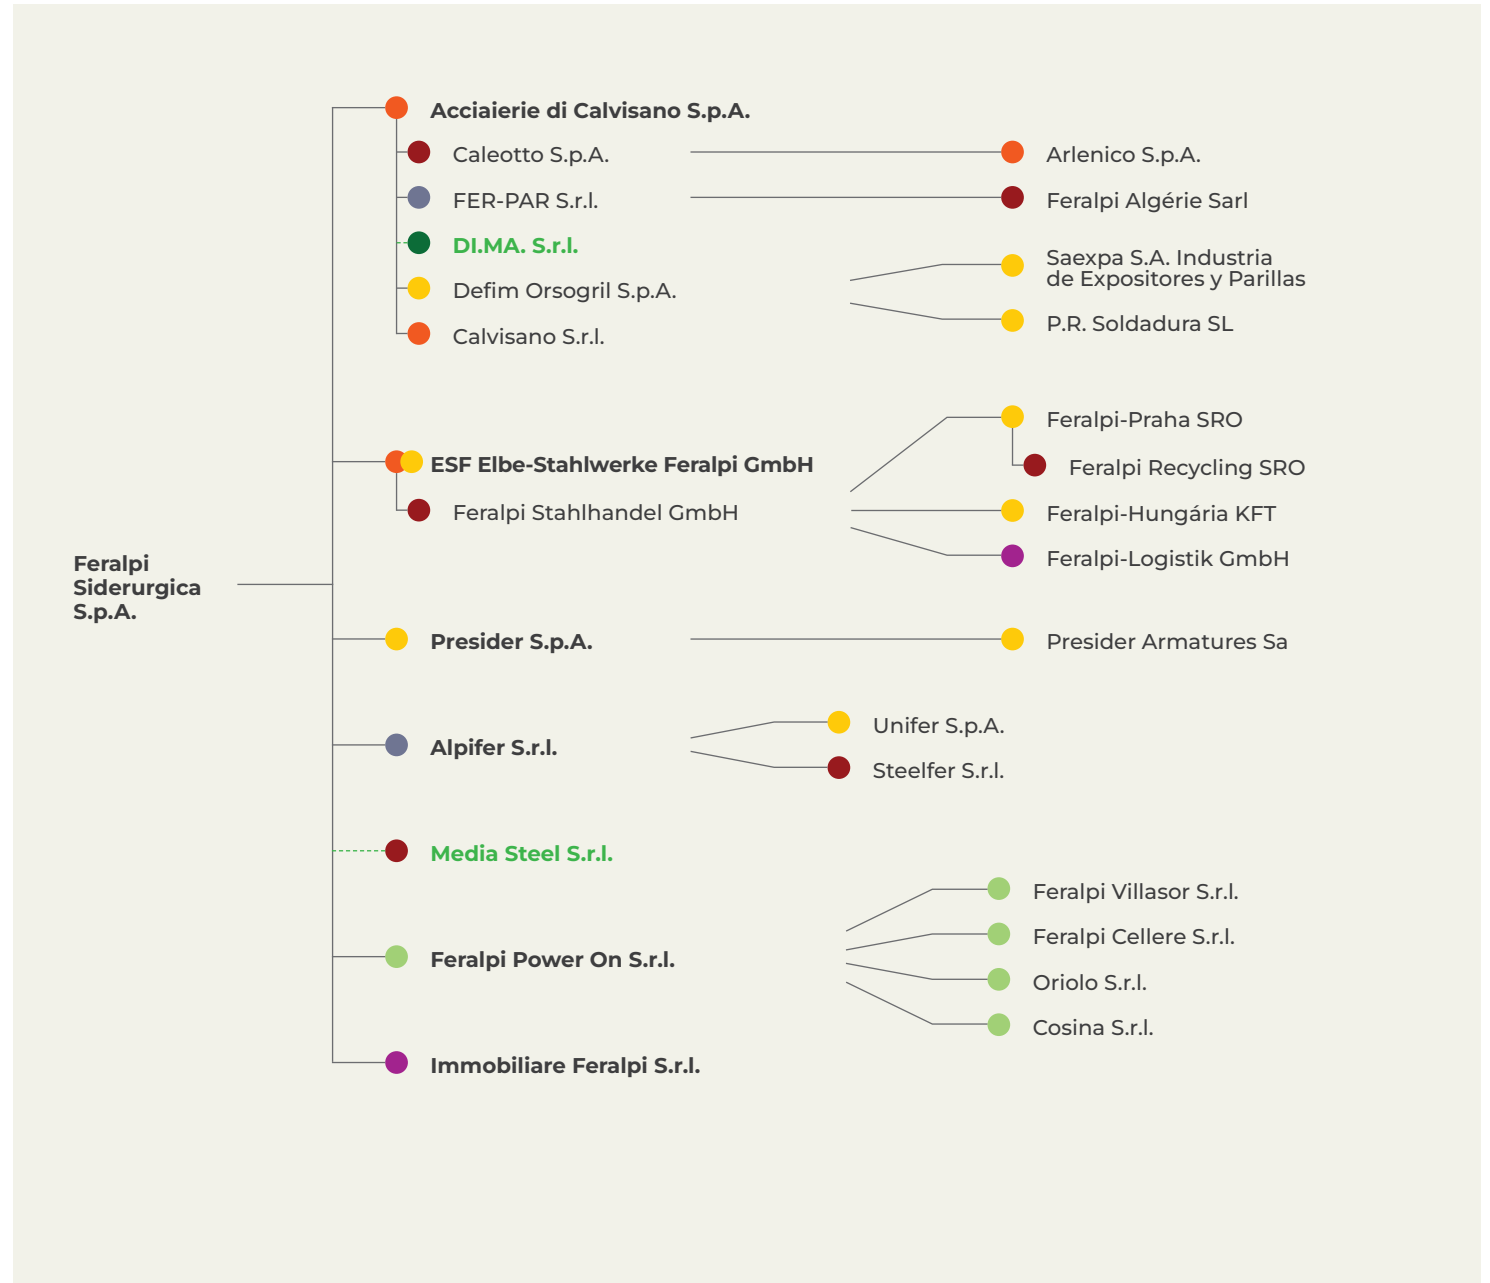 Acciaierie di Calvisano S.p.A.
Caleotto S.p.A.
Arlenico S.p.A.
FER-PAR S.r.l.
Feralpi Algérie Sarl
DI.MA. S.r.l.
Defim Orsogril S.p.A.
Saexpa S.A. Industria
de Expositores y Parillas
P.R. Soldadura SL
Calvisano S.r.l.
ESF Elbe-Stahlwerke Feralpi GmbH
Feralpi Stahlhandel GmbH
Feralpi-Praha SRO
Feralpi Recycling SRO
Feralpi-Hungária KFT
Feralpi-Logistik GmbH
Feralpi
Siderurgica
S.p.A.
Presider S.p.A.
Presider Armatures Sa
Alpifer S.r.l.
Unifer S.p.A.
Steelfer S.r.l.
Media Steel S.r.l.
Feralpi Power On S.r.l.
Feralpi Villasor S.r.l.
Feralpi Cellere S.r.l.
Oriolo S.r.l.
Cosina S.r.l.
Immobiliare Feralpi S.r.l.